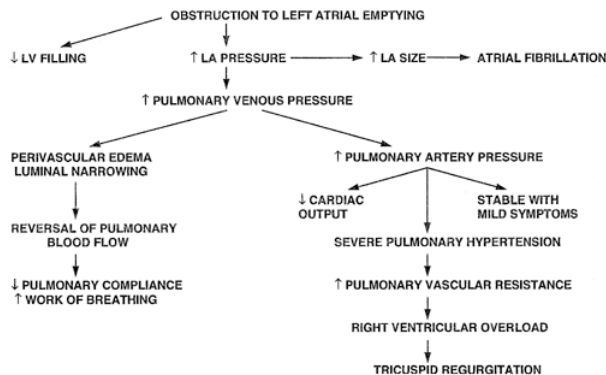 OBSTRUCTION TO LEFT ATRIAL EMPTYING
↓ LV FILLING
↑ LA PRESSURE
↑ LA SIZE
ATRIAL FIBRILLATION
↑ PULMONARY VENOUS PRESSURE
PERIVASCULAR EDEMA
LUMINAL NARROWING
↑ PULMONARY ARTERY PRESSURE
↓ CARDIAC
OUTPUT
STABLE WITH
MILD SYMPTOMS
REVERSAL OF PULMONARY
BLOOD FLOW
SEVERE PULMONARY HYPERTENSION
↓ PULMONARY COMPLIANCE
↑ WORK OF BREATHING
↑ PULMONARY VASCULAR RESISTANCE
RIGHT VENTRICULAR OVERLOAD
TRICUSPID REGURGITATION